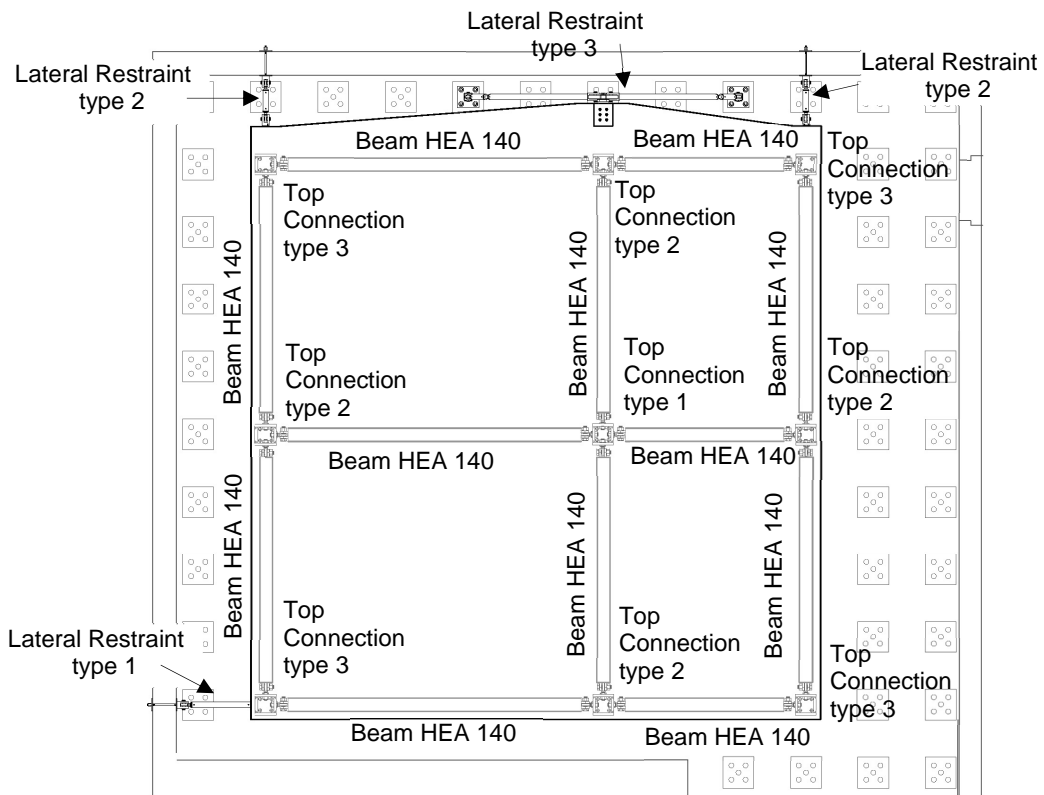 Lateral Restraint
type 3
Lateral Restraint
type 2
Lateral Restraint
type 2
Beam HEA 140
Beam HEA 140
Top
Connection
type 3
Top
Connection
type 3
Top
Connection
type 2
Beam HEA 140
Beam HEA 140
Beam HEA 140
Top
Connection
type 2
Top
Connection
type 1
Top
Connection
type 2
Beam HEA 140
Beam HEA 140
Beam HEA 140
Beam HEA 140
Beam HEA 140
Top
Connection
type 3
Top
Connection
type 2
Top
Connection
type 3
Lateral Restraint
type 1
Beam HEA 140
Beam HEA 140